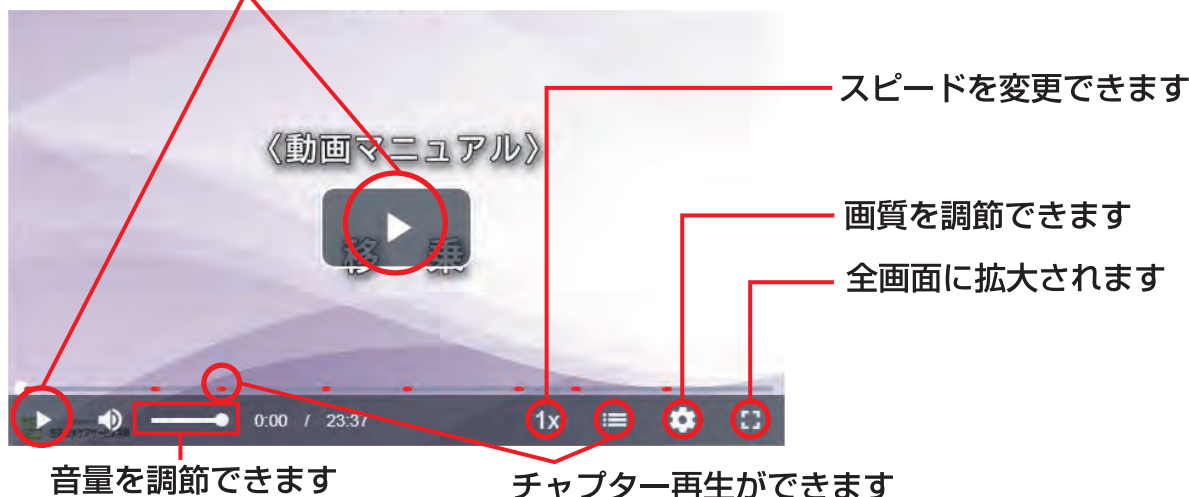 スピードを変更できます
〈動画マニュアル〉
画質を調節できます
移 乗
全画面に拡大されます
0:00 / 23:37
1x
音量を調節できます
チャプター再生ができます